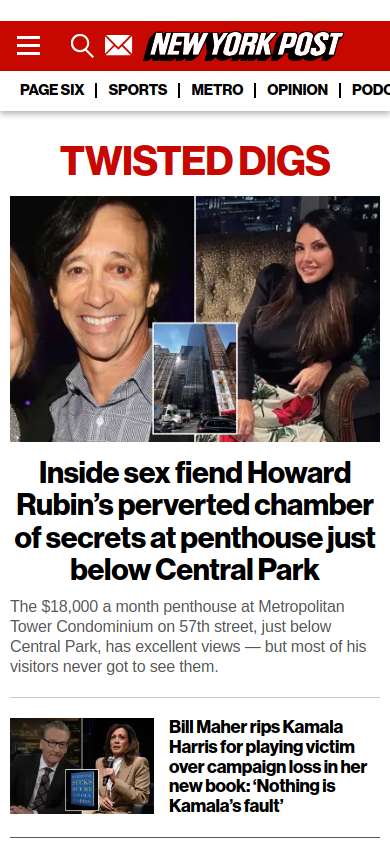 NEW YORK POST
PAGE SIX
SPORTS
METRO
OPINION
PODC
TWISTED DIGS
Inside sex fiend Howard
Rubin’s perverted chamber
of secrets at penthouse just
below Central Park
The $18,000 a month penthouse at Metropolitan
Tower Condominium on 57th street, just below
Central Park, has excellent views — but most of his
visitors never got to see them.
Bill Maher rips Kamala
Harris for playing victim
over campaign loss in her
new book: ‘Nothing is
Kamala’s fault’